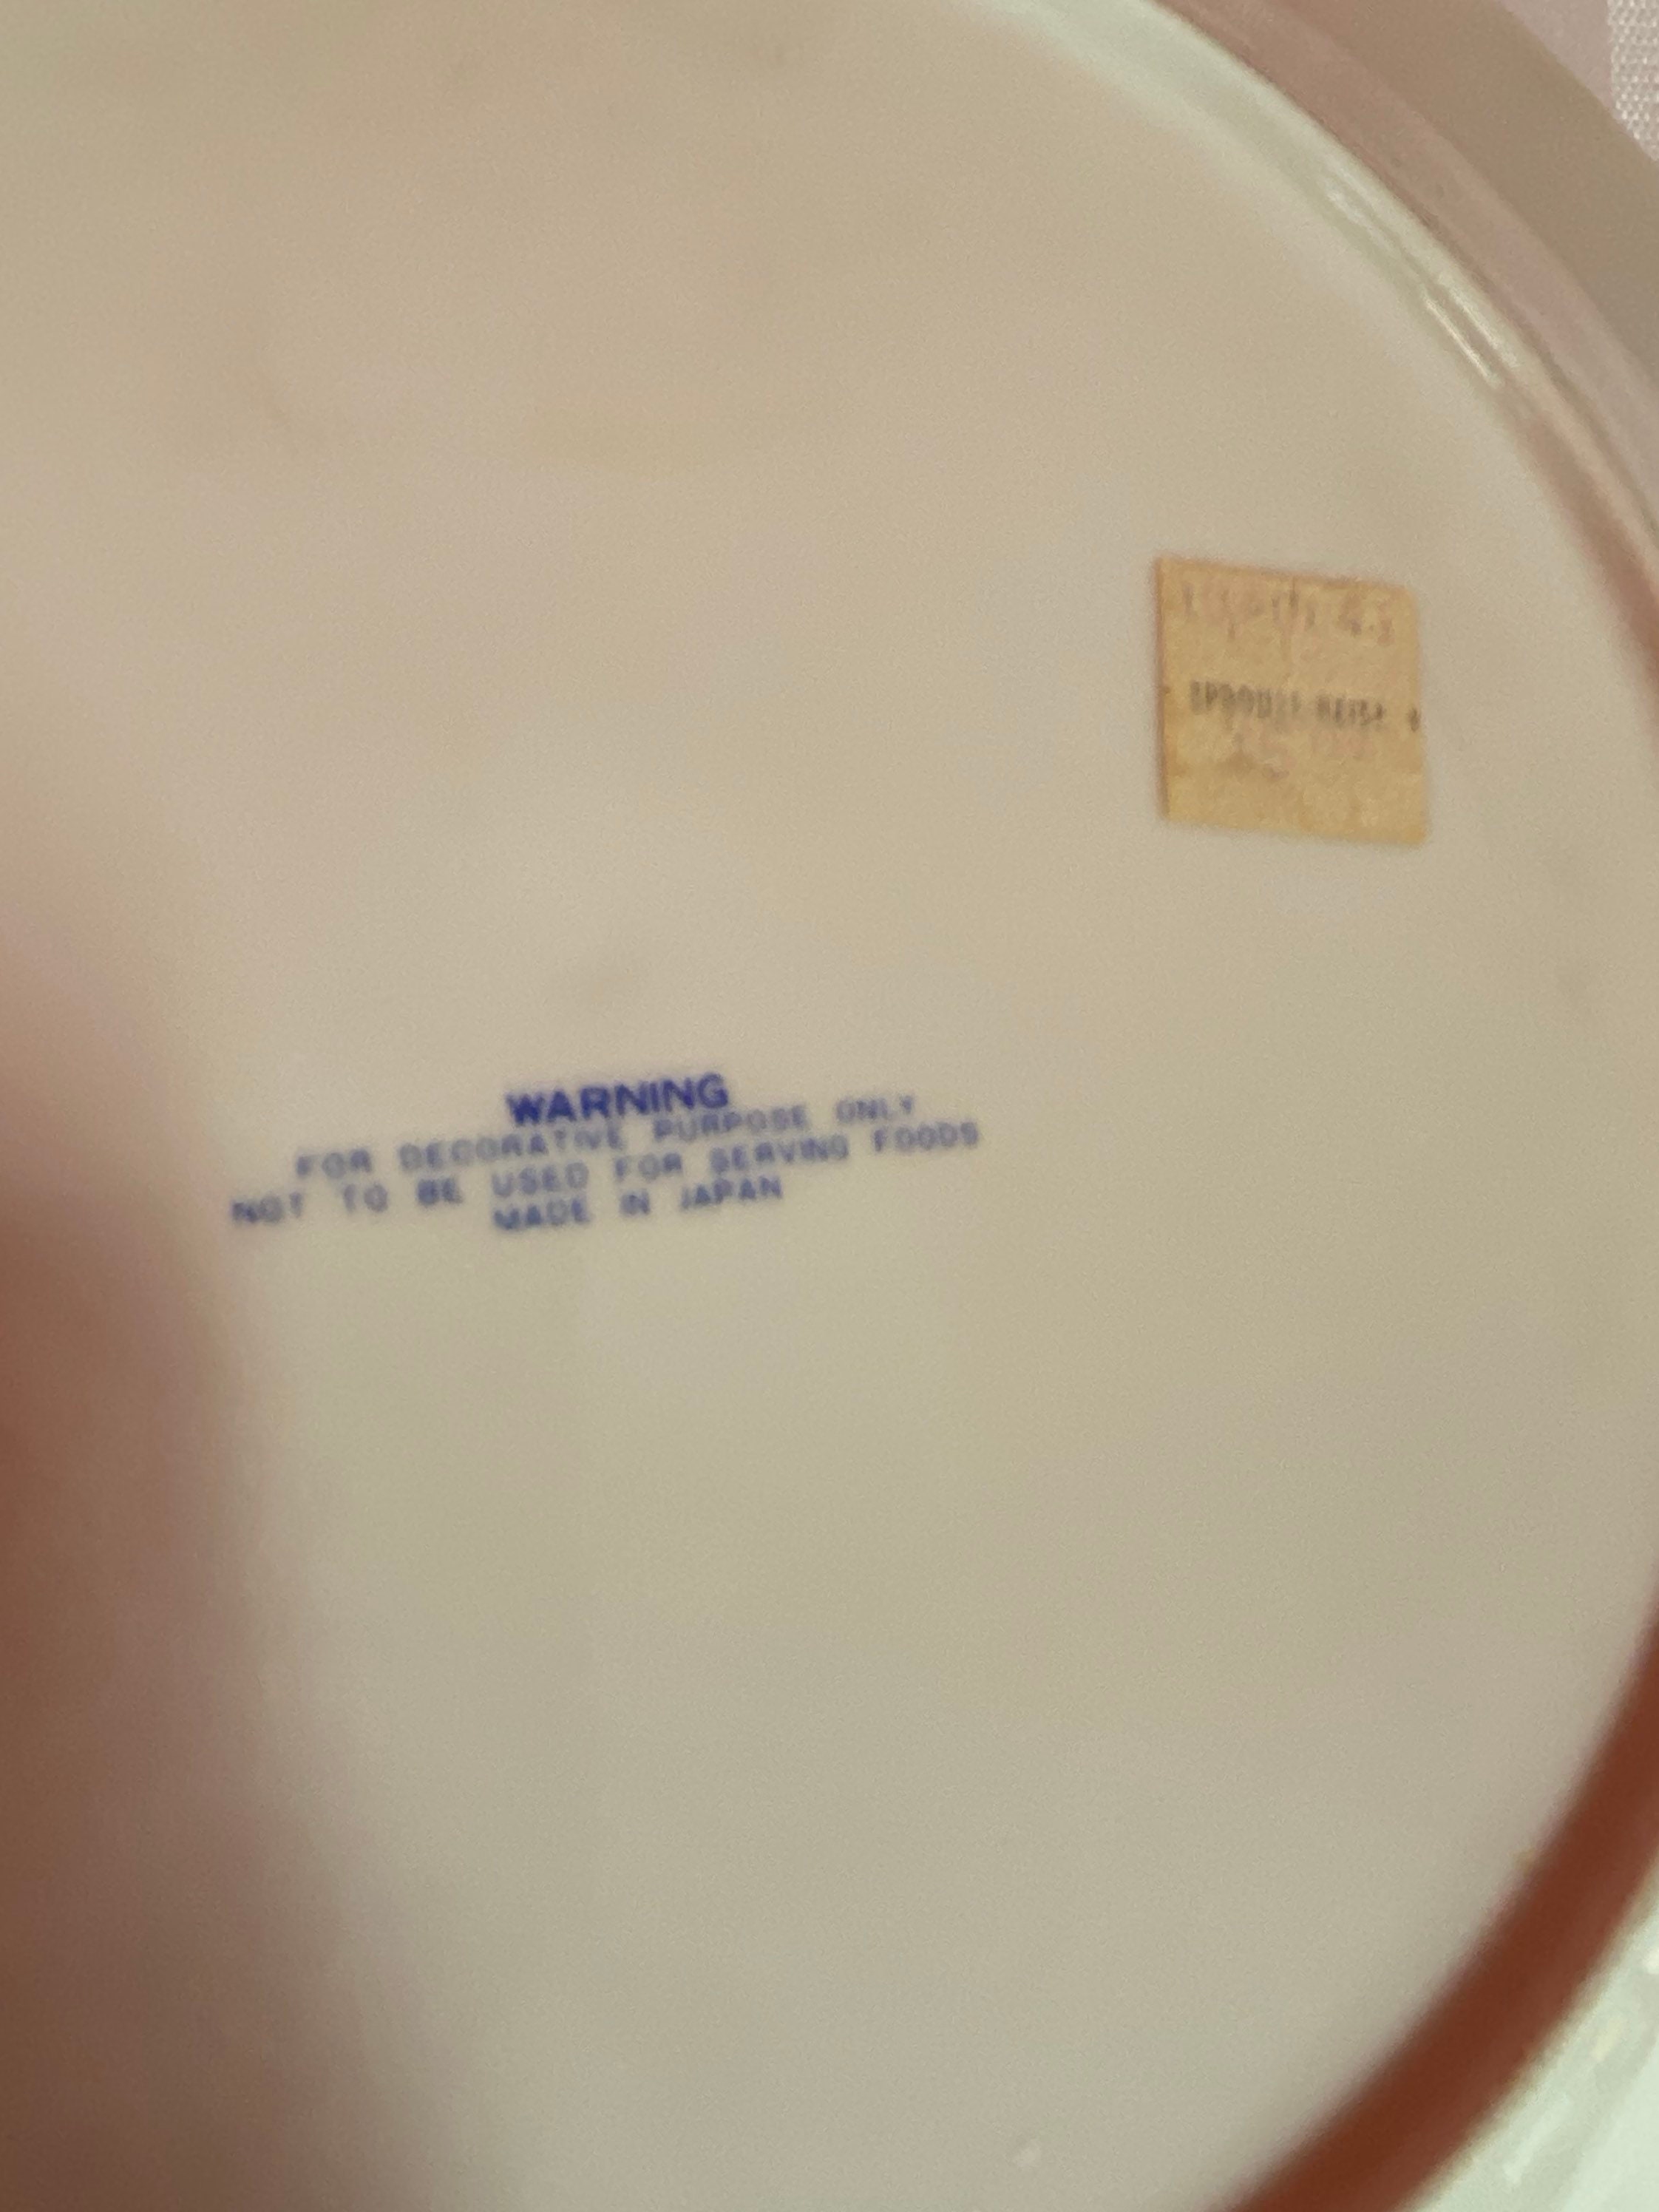 WARNING
FOR DECORATIVE PURPOSE ONLY
NOT TO BE USED FOR SERVING FOODS
MADE IN JAPAN